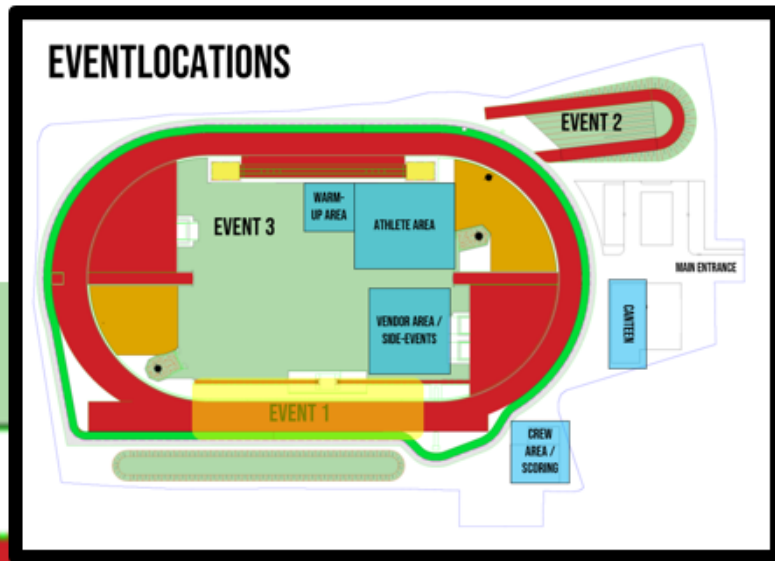 EVENTLOCATIONS
EVENT 2
WARM-
UP AREA
ATHLETE AREA
EVENT 3
MAIN ENTRANCE
VENDOR AREA /
SIDE-EVENTS
CANTEEN
EVENT 1
CREW
AREA /
SCORING